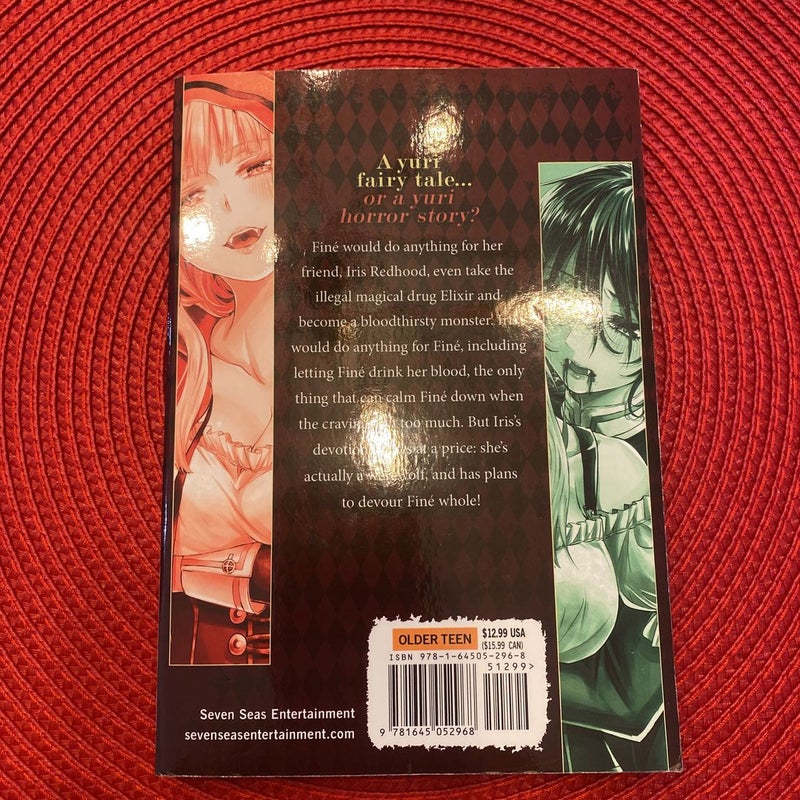 A yuri
fairy tale...
or a yuri
horror story?
Finé would do anything for her
friend, Iris Redhood, even take the
illegal magical drug Elixir and
become a bloodthirsty monster.
would do anything for Finé, including
letting Finé drink her blood, the only
thing that can calm Finé down when
the too much. But Iris's
at a price: she's
actually a and has plans
to devour Finé whole!
OLDER TEEN
$12.99 USA
($15.99 CAN)
ISBN 978-1-64505-296-8
51299>
9 781645 052968
Seven Seas Entertainment
sevenseasentertainment.com